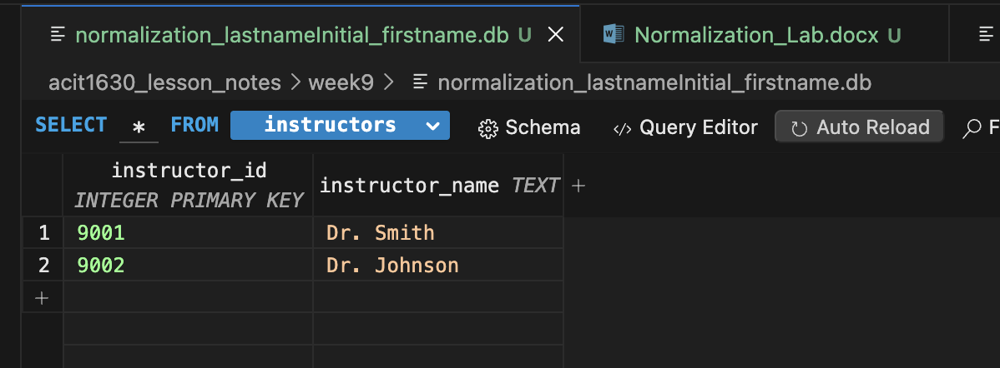 normalization_lastnameInitial_firstname.db U Normalization_Lab.docx U
acit1630_lesson_notes > week9 > normalization_lastnameInitial_firstname.db
SELECT * FROM instructors Schema </> Query Editor Auto Reload F
instructor_id instructor_name TEXT +
INTEGER PRIMARY KEY
1 9001 Dr. Smith
2 9002 Dr. Johnson
+